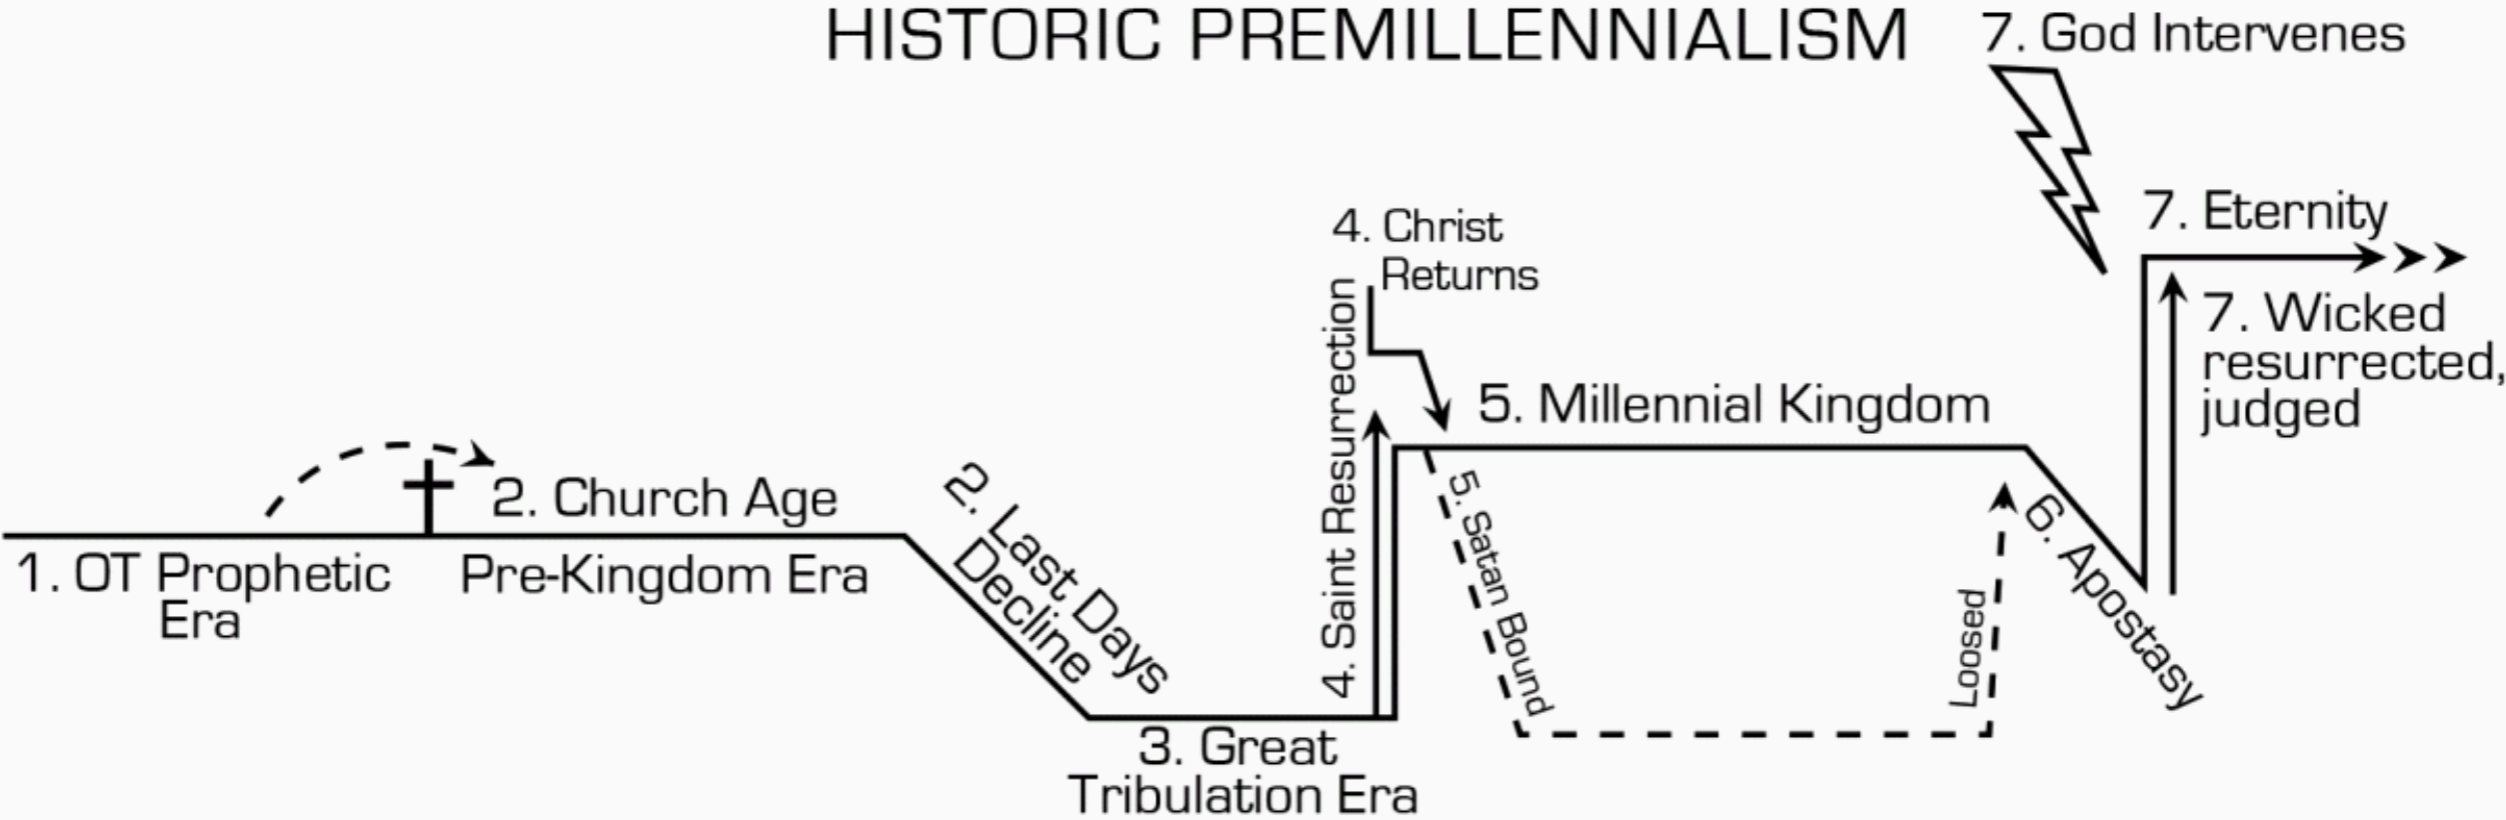 HISTORIC PREMILLENNIALISM
7. God Intervenes
4. Christ
Returns
7. Eternity
7. Wicked
resurrected,
judged
5. Millennial Kingdom
2. Church Age
1. OT Prophetic
Era
Pre-Kingdom Era
2. Last Days
Decline
3. Great
Tribulation Era
4. Saint Resurrection
5. Satan Bound
Loosed
6. Apostasy